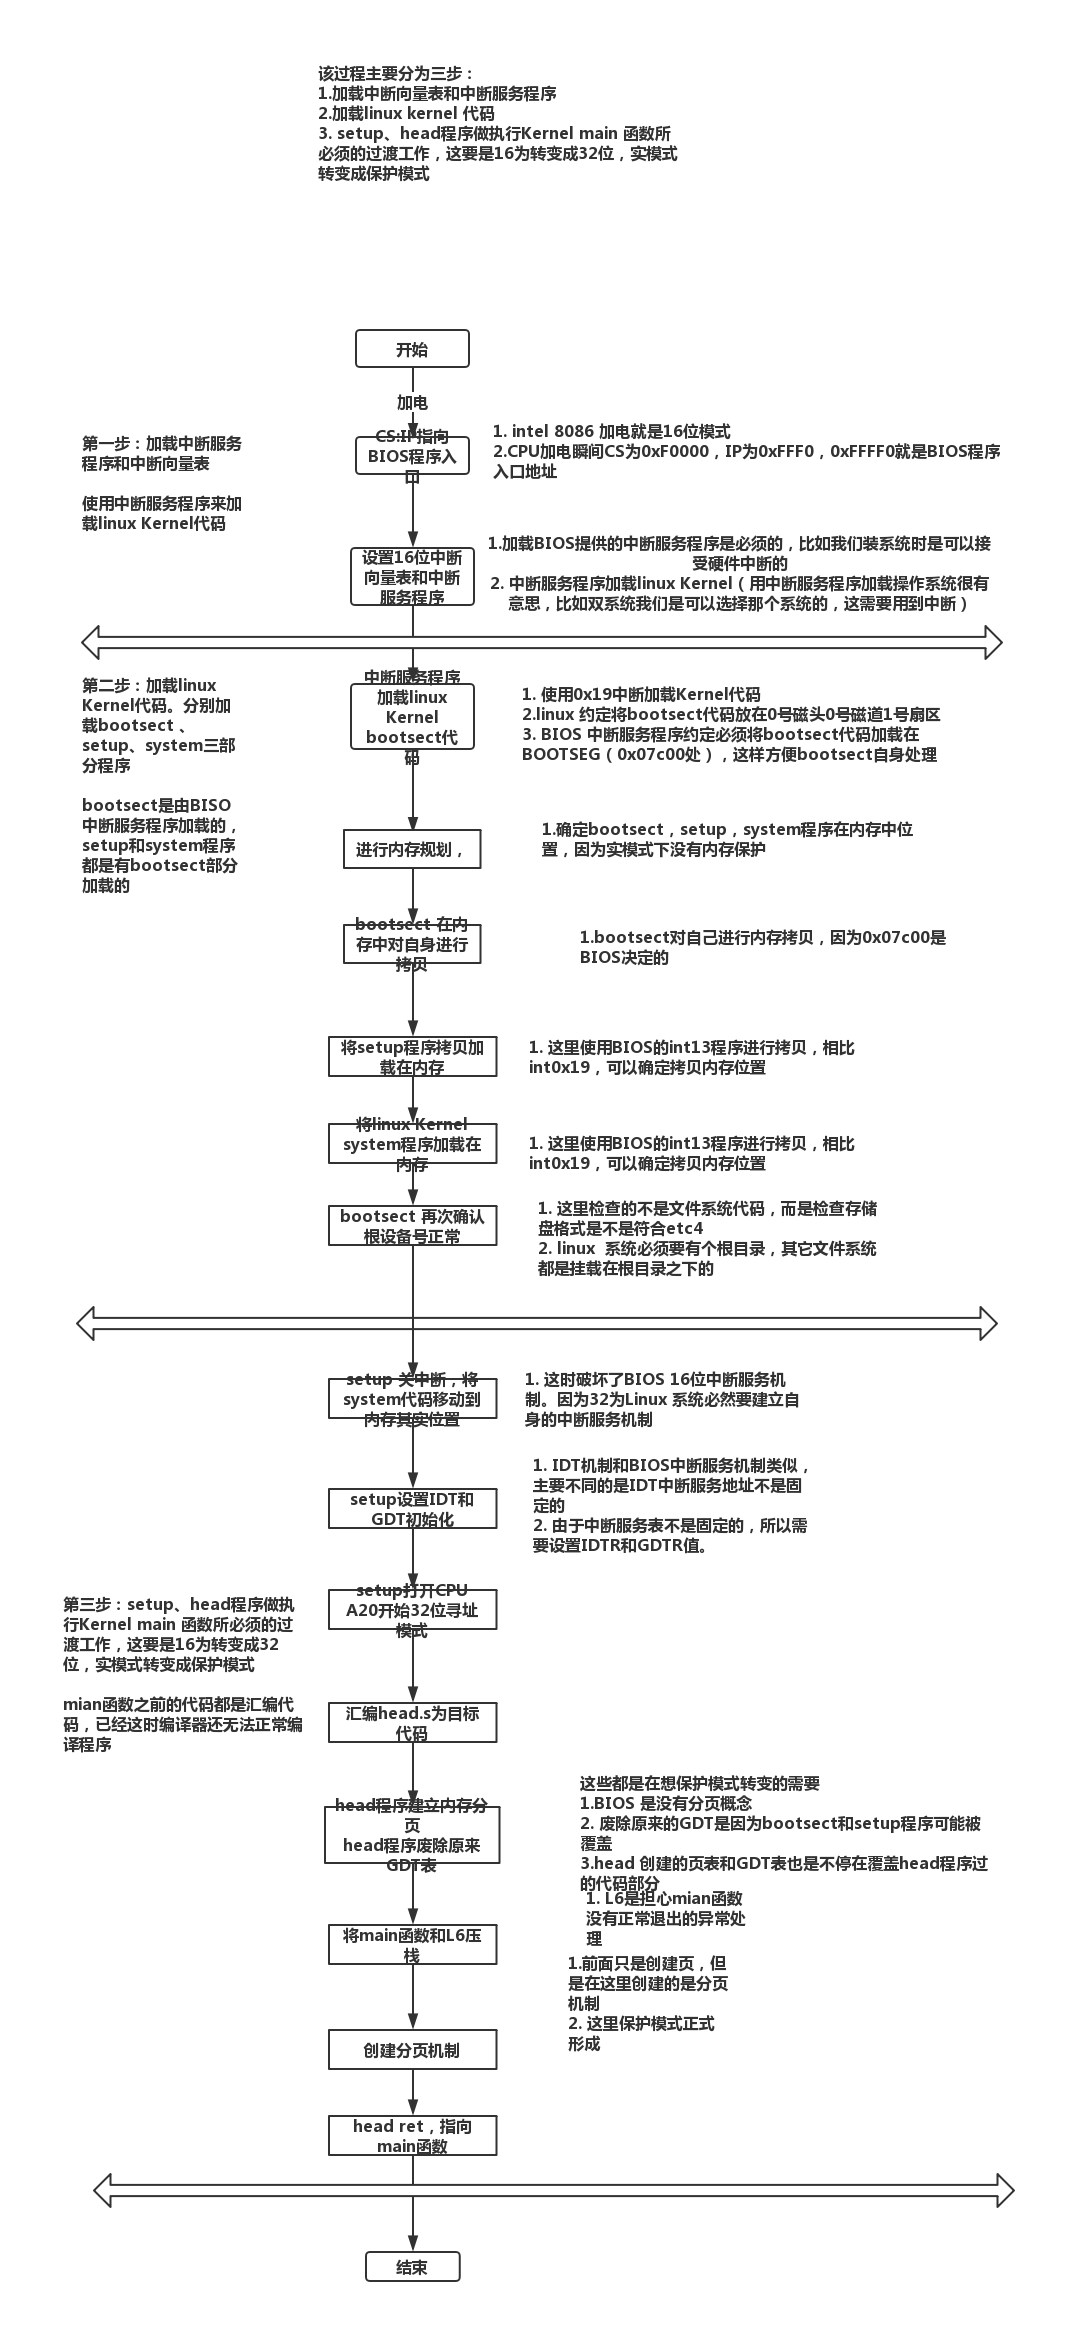 该过程主要分为三步：
1.加载中断向量表和中断服务程序
2.加载linux kernel 代码
3. setup、head程序做执行Kernel main 函数所
必须的过渡工作，这要是16为转变成32位，实模式
转变成保护模式
开始
加电
第一步：加载中断服务
程序和中断向量表
使用中断服务程序来加
载linux Kernel代码
CS:IP指向
BIOS程序入
口
1. intel 8086 加电就是16位模式
2.CPU加电瞬间CS为0xF0000，IP为0xFFF0，0xFFFF0就是BIOS程序
入口地址
设置16位中断
向量表和中断
服务程序
1.加载BIOS提供的中断服务程序是必须的，比如我们装系统时是可以接
受硬件中断的
2. 中断服务程序加载linux Kernel（用中断服务程序加载操作系统很有
意思，比如双系统我们是可以选择那个系统的，这需要用到中断）
第二步：加载linux
Kernel代码。分别加
载bootsect 、
setup、system三部
分程序
bootsect是由BISO
中断服务程序加载的，
setup和system程序
都是有bootsect部分
加载的
中断服务程序
加载linux
Kernel
bootsect代
码
1. 使用0x19中断加载Kernel代码
2.linux 约定将bootsect代码放在0号磁头0号磁道1号扇区
3. BIOS 中断服务程序约定必须将bootsect代码加载在
BOOTSEG（0x07c00处），这样方便bootsect自身处理
进行内存规划，
1.确定bootsect，setup，system程序在内存中位
置，因为实模式下没有内存保护
bootsect 在内
存中对自身进行
拷贝
1.bootsect对自己进行内存拷贝，因为0x07c00是
BIOS决定的
将setup程序拷贝加
载在内存
1. 这里使用BIOS的int13程序进行拷贝，相比
int0x19，可以确定拷贝内存位置
将linux Kernel
system程序加载在
内存
1. 这里使用BIOS的int13程序进行拷贝，相比
int0x19，可以确定拷贝内存位置
bootsect 再次确认
根设备号正常
1. 这里检查的不是文件系统代码，而是检查存储
盘格式是不是符合etc4
2. linux  系统必须要有个根目录，其它文件系统
都是挂载在根目录之下的
setup 关中断，将
system代码移动到
内存其实位置
1. 这时破坏了BIOS 16位中断服务机
制。因为32为Linux 系统必然要建立自
身的中断服务机制
setup设置IDT和
GDT初始化
1. IDT机制和BIOS中断服务机制类似，
主要不同的是IDT中断服务地址不是固
定的
2. 由于中断服务表不是固定的，所以需
要设置IDTR和GDTR值。
第三步：setup、head程序做执
行Kernel main 函数所必须的过
渡工作，这要是16为转变成32
位，实模式转变成保护模式
mian函数之前的代码都是汇编代
码，已经这时编译器还无法正常编
译程序
setup打开CPU
A20开始32位寻址
模式
汇编head.s为目标
代码
head程序建立内存分
页
head程序废除原来
GDT表
这些都是在想保护模式转变的需要
1.BIOS 是没有分页概念
2. 废除原来的GDT是因为bootsect和setup程序可能被
覆盖
3.head 创建的页表和GDT表也是不停在覆盖head程序过
的代码部分
将main函数和L6压
栈
1. L6是担心mian函数
没有正常退出的异常处
理
创建分页机制
1.前面只是创建页，但
是在这里创建的是分页
机制
2. 这里保护模式正式
形成
head ret，指向
main函数
结束